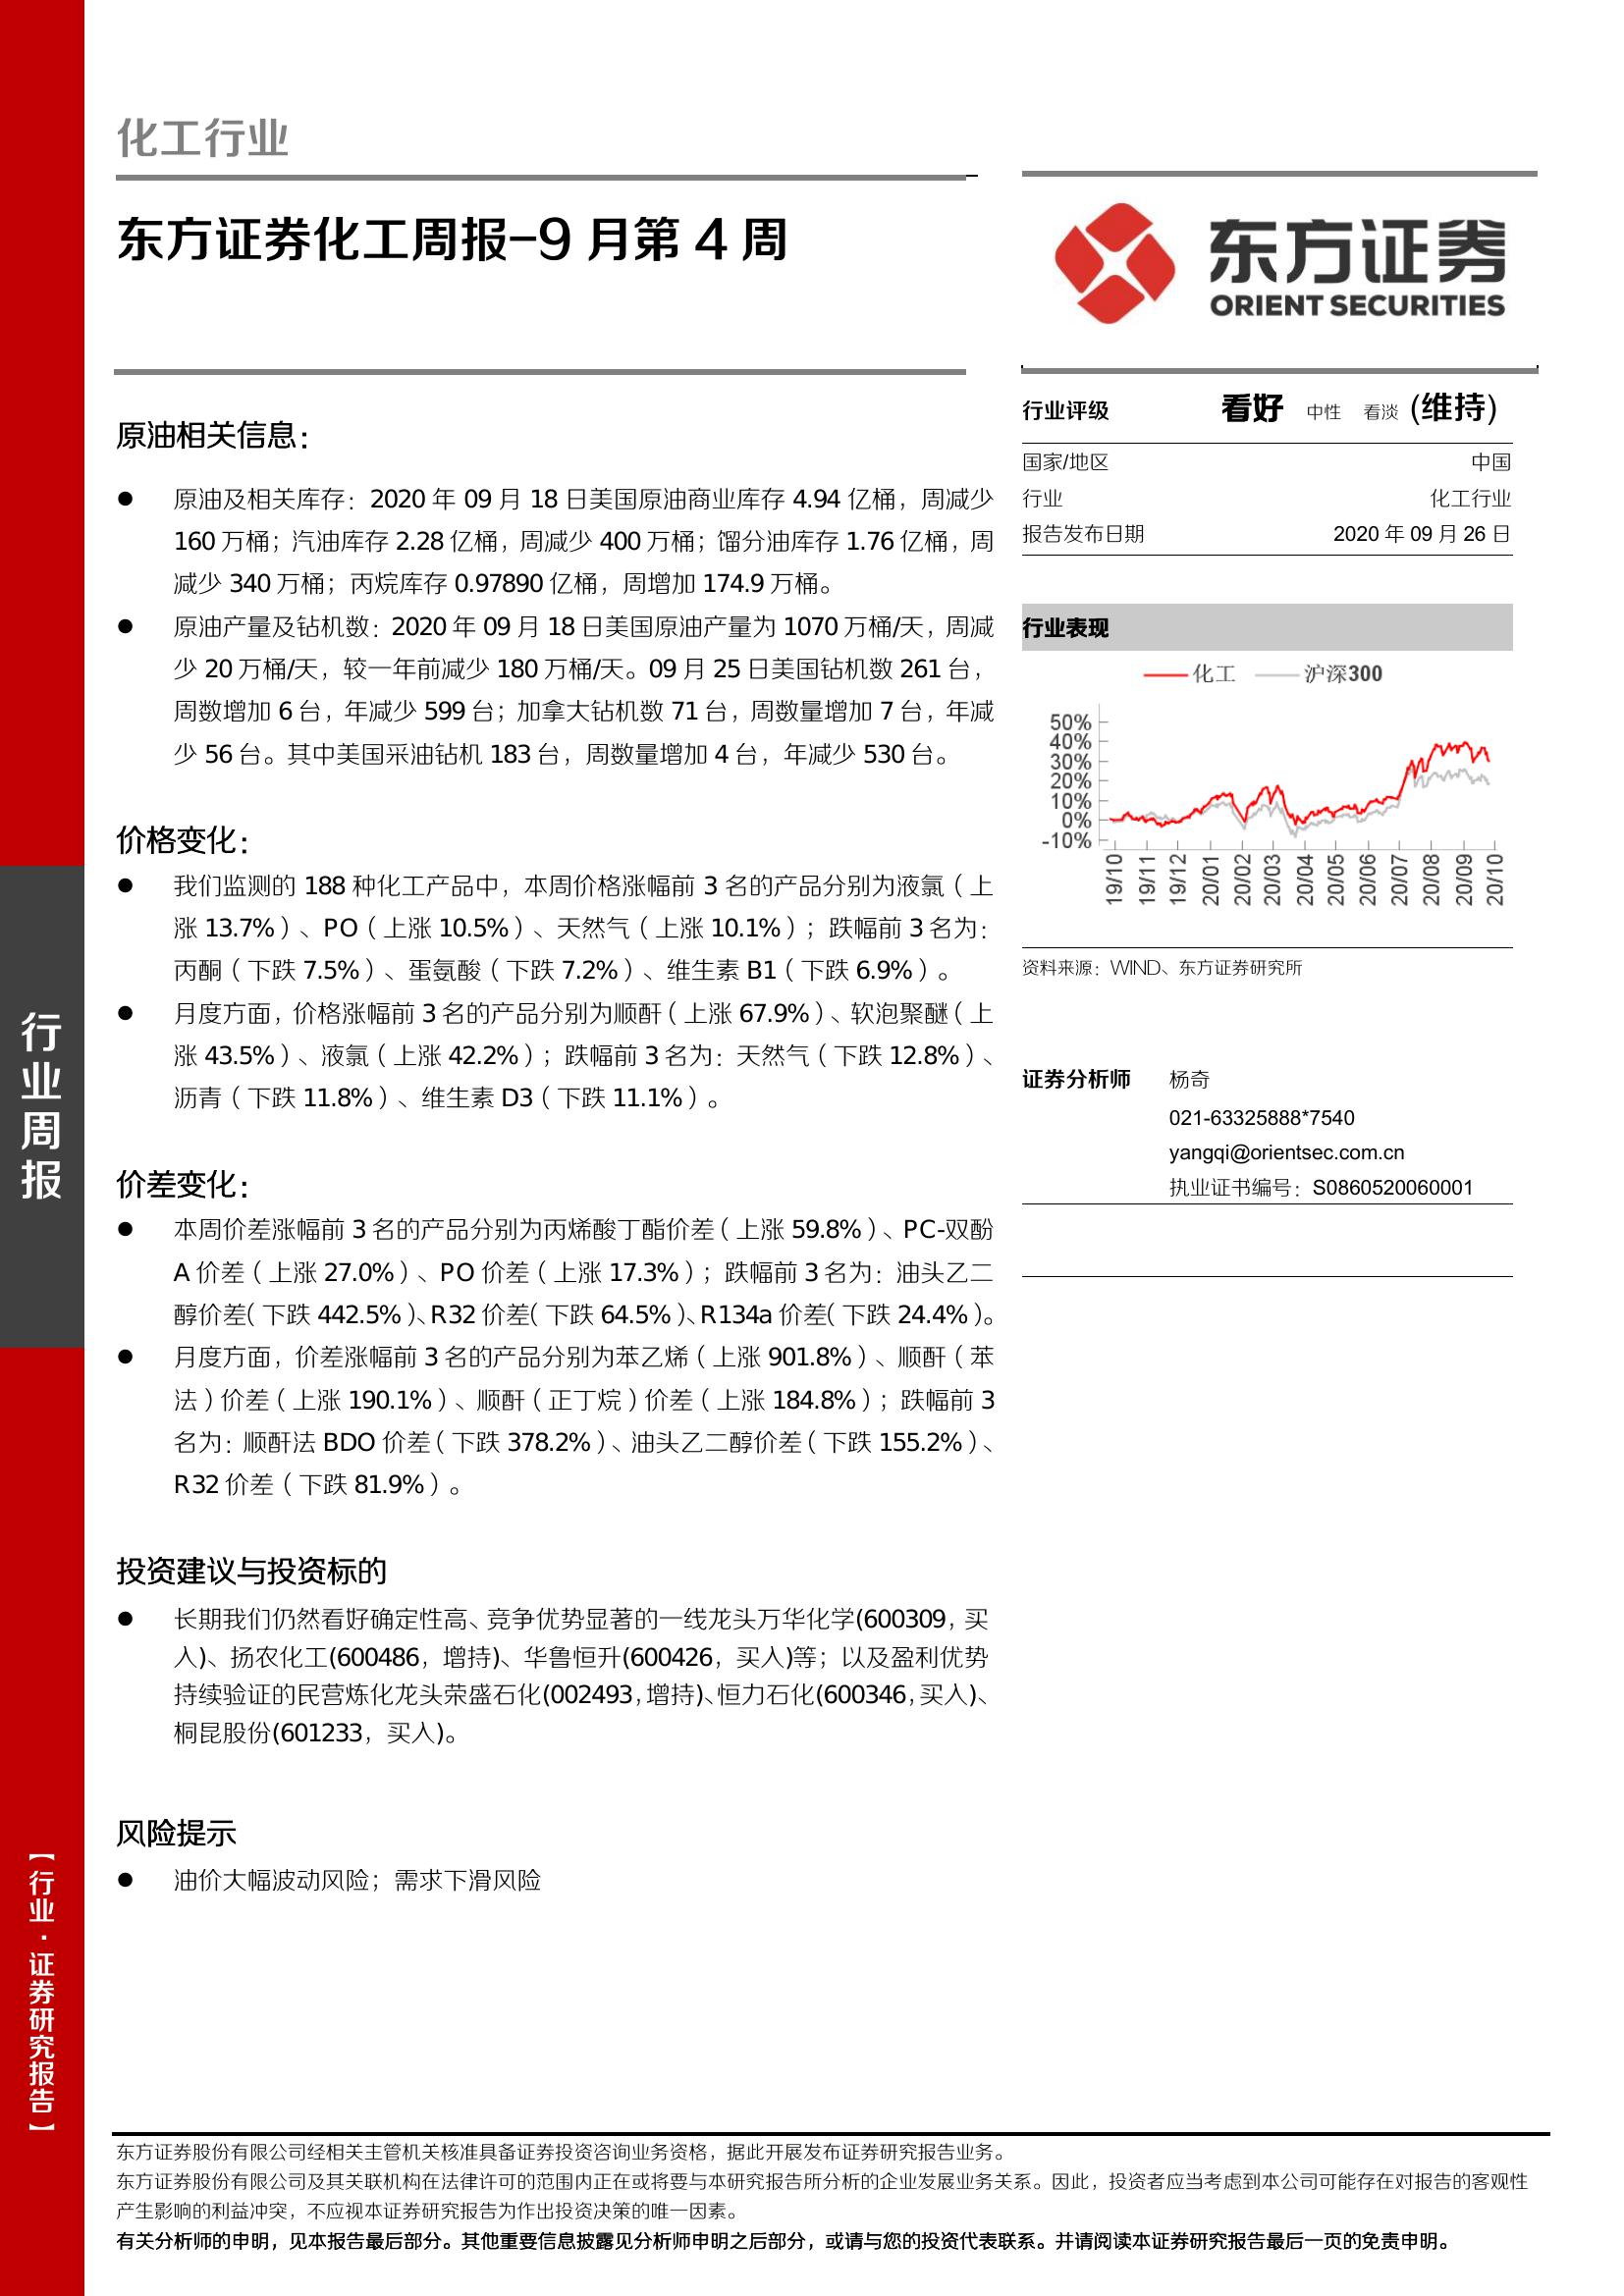 化工行业
东方证券化工周报-9 月第 4 周
东方证券
ORIENT SECURITIES
行业评级 看好 中性 看淡 (维持)
国家/地区 中国
行业 化工行业
报告发布日期 2020 年 09 月 26 日
行业表现
化工 沪深300
50%
40%
30%
20%
10%
0%
-10%
19/10 19/11 19/12 20/01 20/02 20/03 20/04 20/05 20/06 20/07 20/08 20/09 20/10
资料来源：WIND、东方证券研究所
证券分析师 杨奇
021-63325888*7540
yangqi@orientsec.com.cn
执业证书编号：S0860520060001
原油相关信息：
● 原油及相关库存：2020 年 09 月 18 日美国原油商业库存 4.94 亿桶，周减少
160 万桶；汽油库存 2.28 亿桶，周减少 400 万桶；馏分油库存 1.76 亿桶，周
减少 340 万桶；丙烷库存 0.97890 亿桶，周增加 174.9 万桶。
● 原油产量及钻机数：2020 年 09 月 18 日美国原油产量为 1070 万桶/天，周减
少 20 万桶/天，较一年前减少 180 万桶/天。09 月 25 日美国钻机数 261 台，
周数增加 6 台，年减少 599 台；加拿大钻机数 71 台，周数量增加 7 台，年减
少 56 台。其中美国采油钻机 183 台，周数量增加 4 台，年减少 530 台。
价格变化：
● 我们监测的 188 种化工产品中，本周价格涨幅前 3 名的产品分别为液氯（上
涨 13.7%）、PO（上涨 10.5%）、天然气（上涨 10.1%）；跌幅前 3 名为：
丙酮（下跌 7.5%）、蛋氨酸（下跌 7.2%）、维生素 B1（下跌 6.9%）。
● 月度方面，价格涨幅前 3 名的产品分别为顺酐（上涨 67.9%）、软泡聚醚（上
涨 43.5%）、液氯（上涨 42.2%）；跌幅前 3 名为：天然气（下跌 12.8%）、
沥青（下跌 11.8%）、维生素 D3（下跌 11.1%）。
价差变化：
● 本周价差涨幅前 3 名的产品分别为丙烯酸丁酯价差（上涨 59.8%）、PC-双酚
A 价差（上涨 27.0%）、PO 价差（上涨 17.3%）；跌幅前 3 名为：油头乙二
醇价差（下跌 442.5%）、R32 价差（下跌 64.5%）、R134a 价差（下跌 24.4%）。
● 月度方面，价差涨幅前 3 名的产品分别为苯乙烯（上涨 901.8%）、顺酐（苯
法）价差（上涨 190.1%）、顺酐（正丁烷）价差（上涨 184.8%）；跌幅前 3
名为：顺酐法 BDO 价差（下跌 378.2%）、油头乙二醇价差（下跌 155.2%）、
R32 价差（下跌 81.9%）。
投资建议与投资标的
● 长期我们仍然看好确定性高、竞争优势显著的一线龙头万华化学(600309，买
入)、扬农化工(600486，增持)、华鲁恒升(600426，买入)等；以及盈利优势
持续验证的民营炼化龙头荣盛石化(002493，增持)、恒力石化(600346，买入)、
桐昆股份(601233，买入)。
风险提示
● 油价大幅波动风险；需求下滑风险
行业周报
【行业·证券研究报告】
东方证券股份有限公司经相关主管机关核准具备证券投资咨询业务资格，据此开展发布证券研究报告业务。
东方证券股份有限公司及其关联机构在法律许可的范围内正在或将要与本研究报告所分析的企业发展业务关系。因此，投资者应当考虑到本公司可能存在对报告的客观性
产生影响的利益冲突，不应视本证券研究报告为作出投资决策的唯一因素。
有关分析师的申明，见本报告最后部分。其他重要信息披露见分析师申明之后部分，或请与您的投资代表联系。并请阅读本证券研究报告最后一页的免责申明。